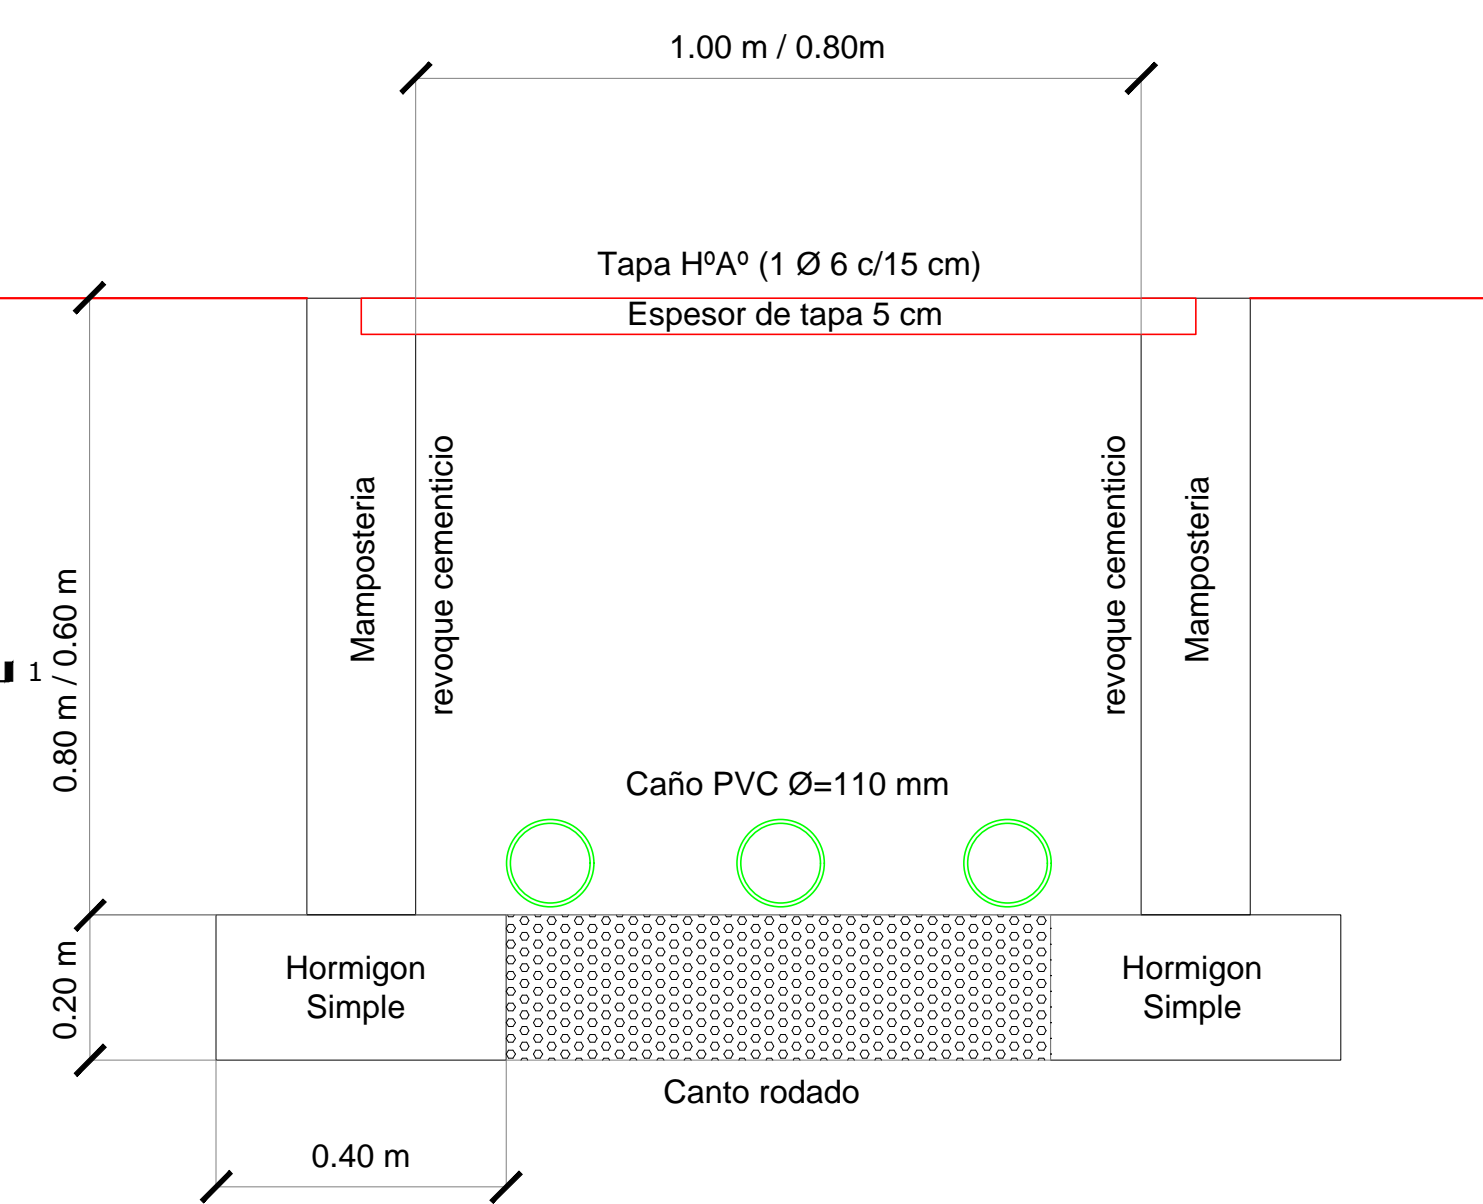 1.00 m / 0.80m
Tapa HºAº (1 Ø 6 c/15 cm)
Espesor de tapa 5 cm
Mamposteria
revoque cementicio
revoque cementicio
Mamposteria
1
0.80 m / 0.60 m
Caño PVC Ø=110 mm
0.20 m
Hormigon
Simple
Hormigon
Simple
Canto rodado
0.40 m